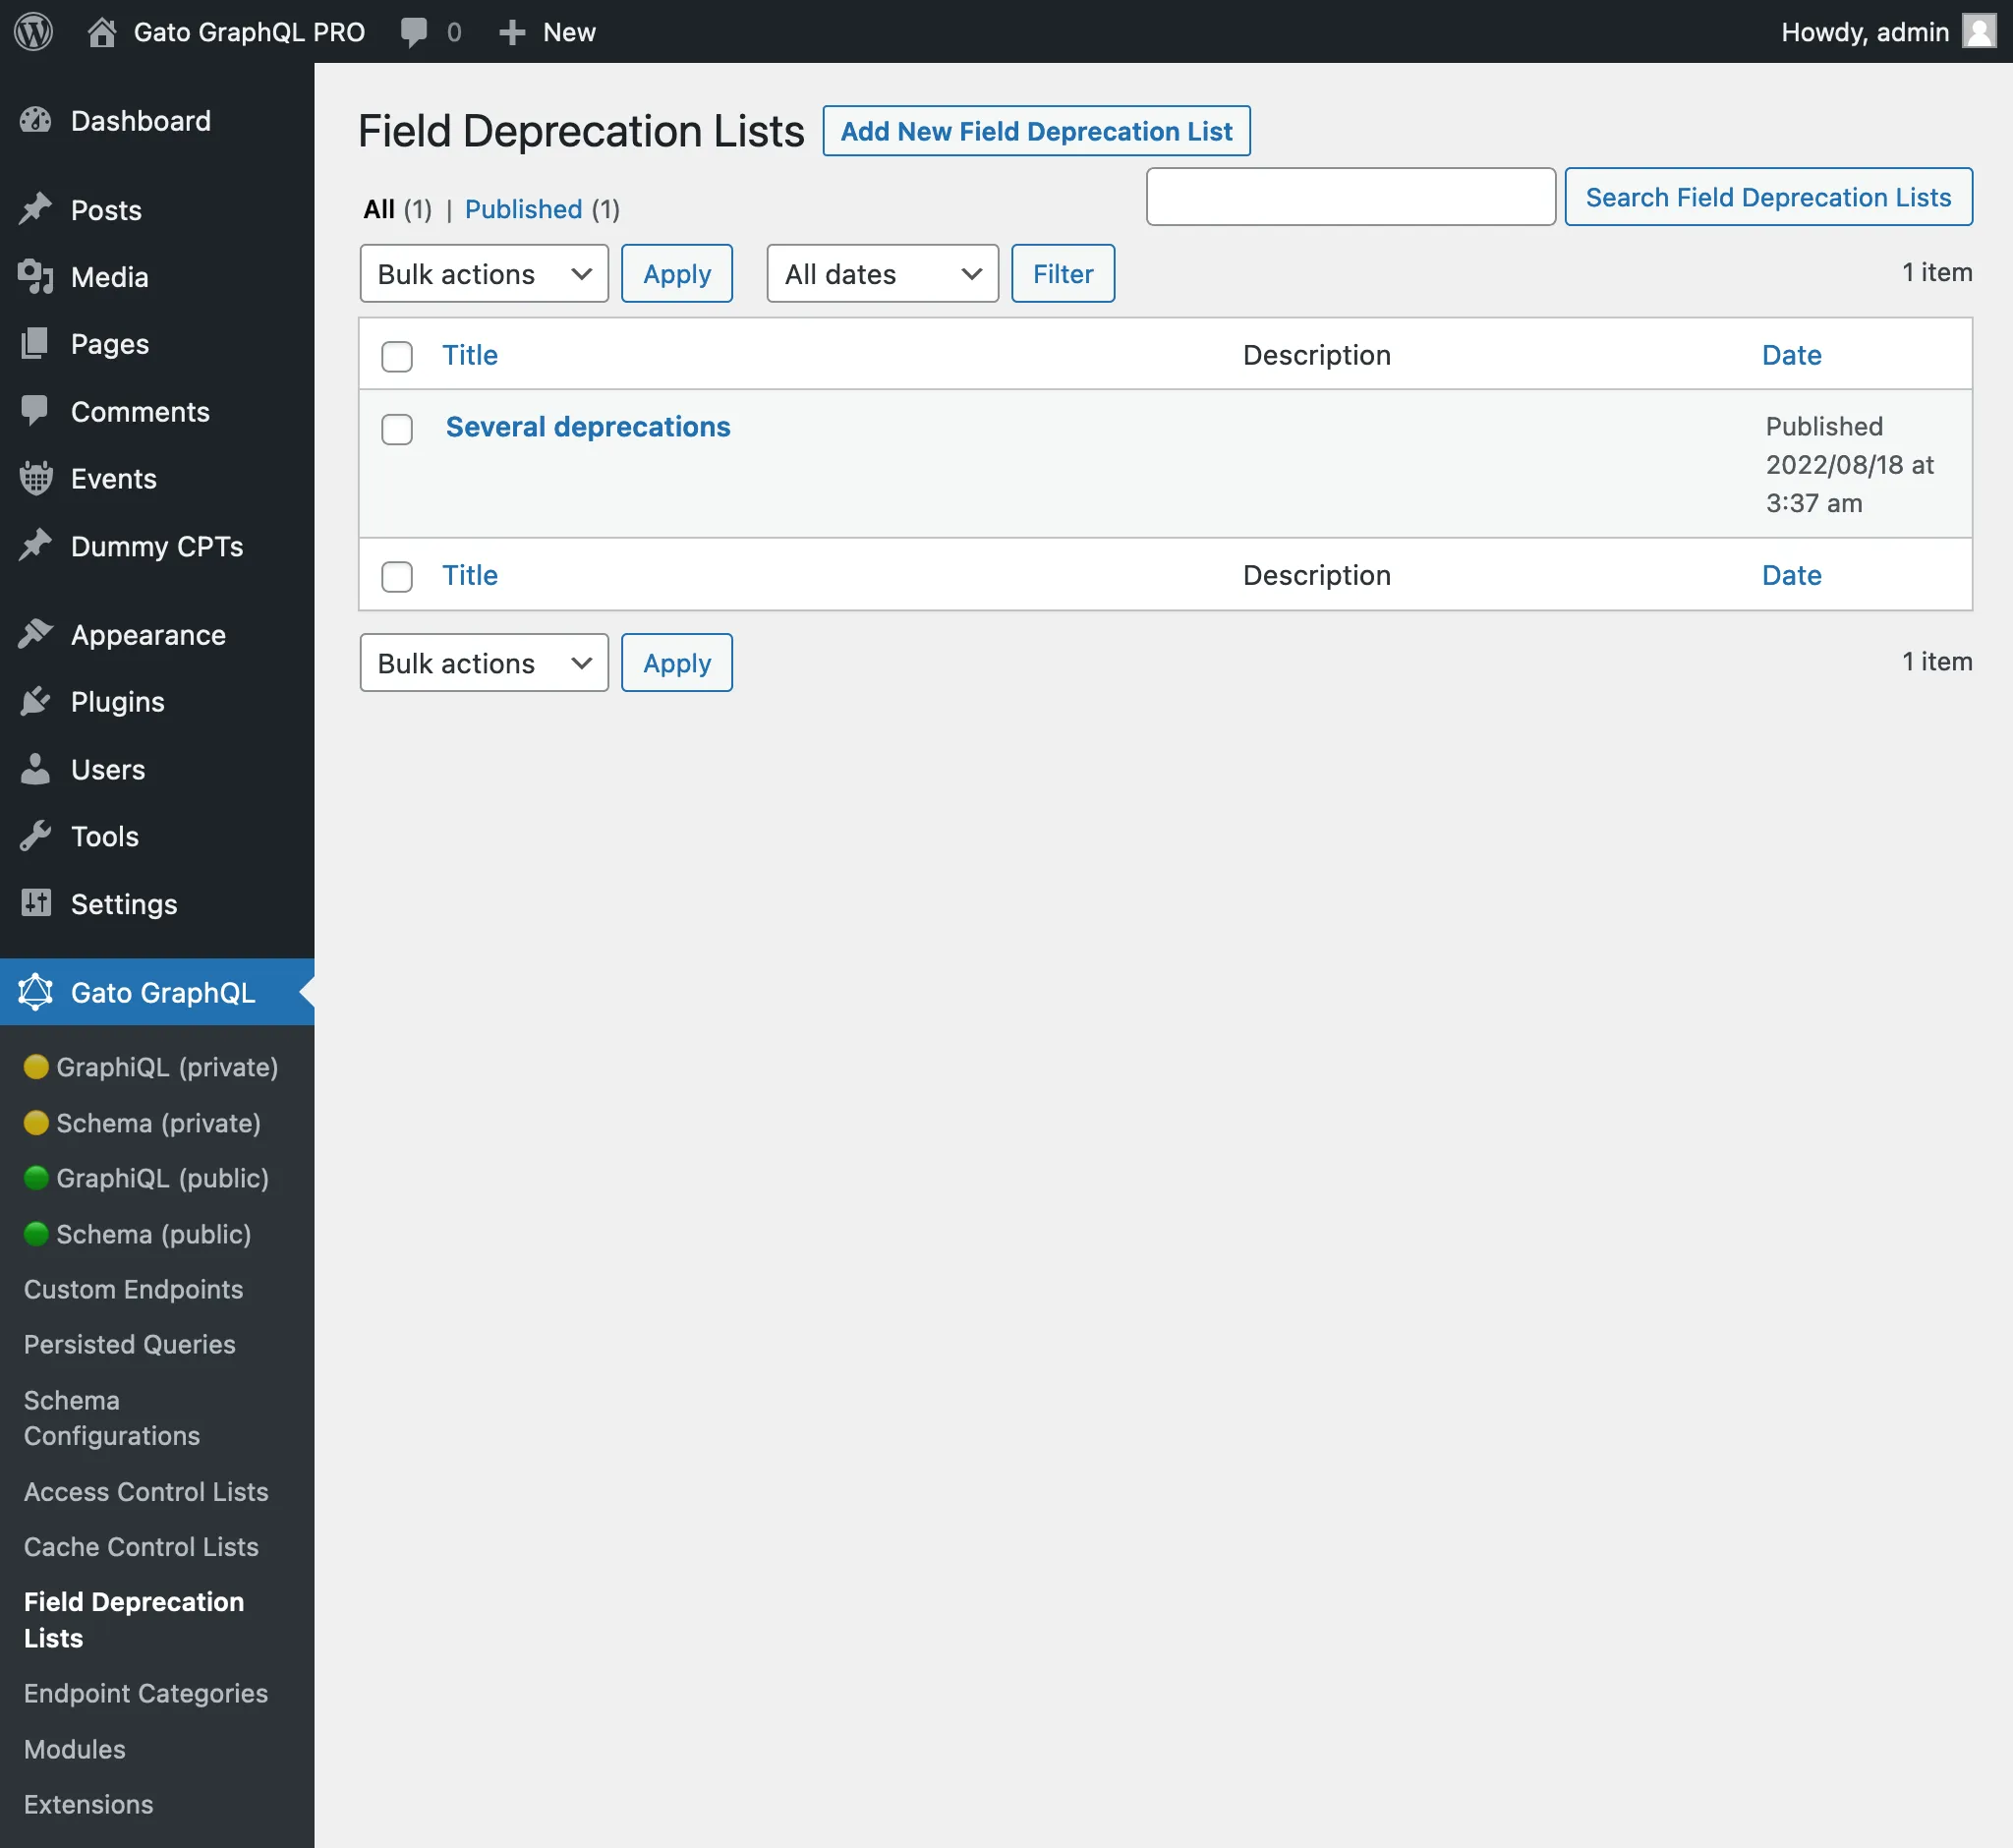 Gato GraphQL PRO 0 New Howdy, admin
Dashboard
Posts
Media
Pages
Comments
Events
Dummy CPTs
Appearance
Plugins
Users
Tools
Settings
Gato GraphQL
GraphiQL (private)
Schema (private)
GraphiQL (public)
Schema (public)
Custom Endpoints
Persisted Queries
Schema
Configurations
Access Control Lists
Cache Control Lists
Field Deprecation
Lists
Endpoint Categories
Modules
Extensions
Field Deprecation Lists Add New Field Deprecation List
All (1) | Published (1) Search Field Deprecation Lists
Bulk actions Apply All dates Filter 1 item
Title Description Date
Several deprecations Published
2022/08/18 at
3:37 am
Title Description Date
Bulk actions Apply 1 item